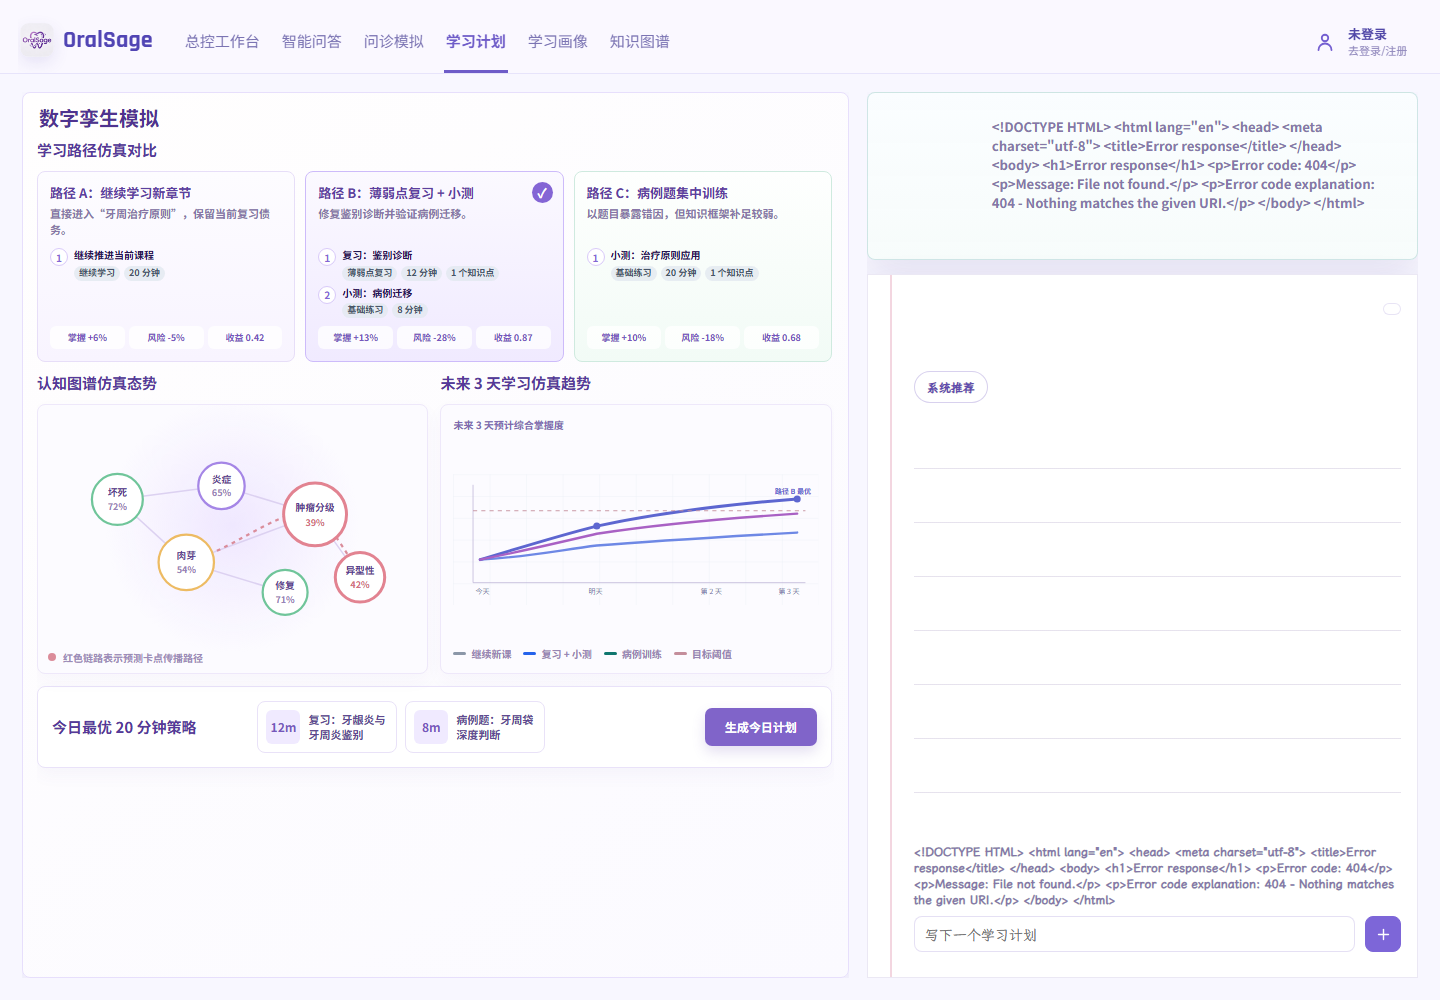 OralSage
OralSage
总控工作台
智能问答
问诊模拟
学习计划
学习画像
知识图谱
未登录
去登录/注册
数字孪生模拟
学习路径仿真对比
路径 A：继续学习新章节
直接进入“牙周治疗原则”，保留当前复习债
务。
1
继续推进当前课程
继续学习
20 分钟
掌握 +6%
风险 -5%
收益 0.42
路径 B：薄弱点复习 + 小测
修复鉴别诊断并验证病例迁移。
1
复习：鉴别诊断
薄弱点复习
12 分钟
1 个知识点
2
小测：病例迁移
基础练习
8 分钟
掌握 +13%
风险 -28%
收益 0.87
路径 C：病例题集中训练
以题目暴露错因，但知识框架补足较弱。
1
小测：治疗原则应用
基础练习
20 分钟
1 个知识点
掌握 +10%
风险 -18%
收益 0.68
认知图谱仿真态势
坏死
72%
炎症
65%
肿瘤分级
39%
肉芽
54%
修复
71%
异型性
42%
红色链路表示预测卡点传播路径
未来 3 天学习仿真趋势
未来 3 天预计综合掌握度
路径 B 最优
今天
明天
第 2 天
第 3 天
继续新课
复习 + 小测
病例训练
目标阈值
今日最优 20 分钟策略
12m
复习：牙龈炎与
牙周炎鉴别
8m
病例题：牙周袋
深度判断
生成今日计划
<!DOCTYPE HTML> <html lang="en"> <head> <meta
charset="utf-8"> <title>Error response</title> </head>
<body> <h1>Error response</h1> <p>Error code: 404</p>
<p>Message: File not found.</p> <p>Error code explanation:
404 - Nothing matches the given URI.</p> </body> </html>
系统推荐
<!DOCTYPE HTML> <html lang="en"> <head> <meta charset="utf-8"> <title>Error
response</title> </head> <body> <h1>Error response</h1> <p>Error code: 404</p>
<p>Message: File not found.</p> <p>Error code explanation: 404 - Nothing matches
the given URI.</p> </body> </html>
写下一个学习计划
+